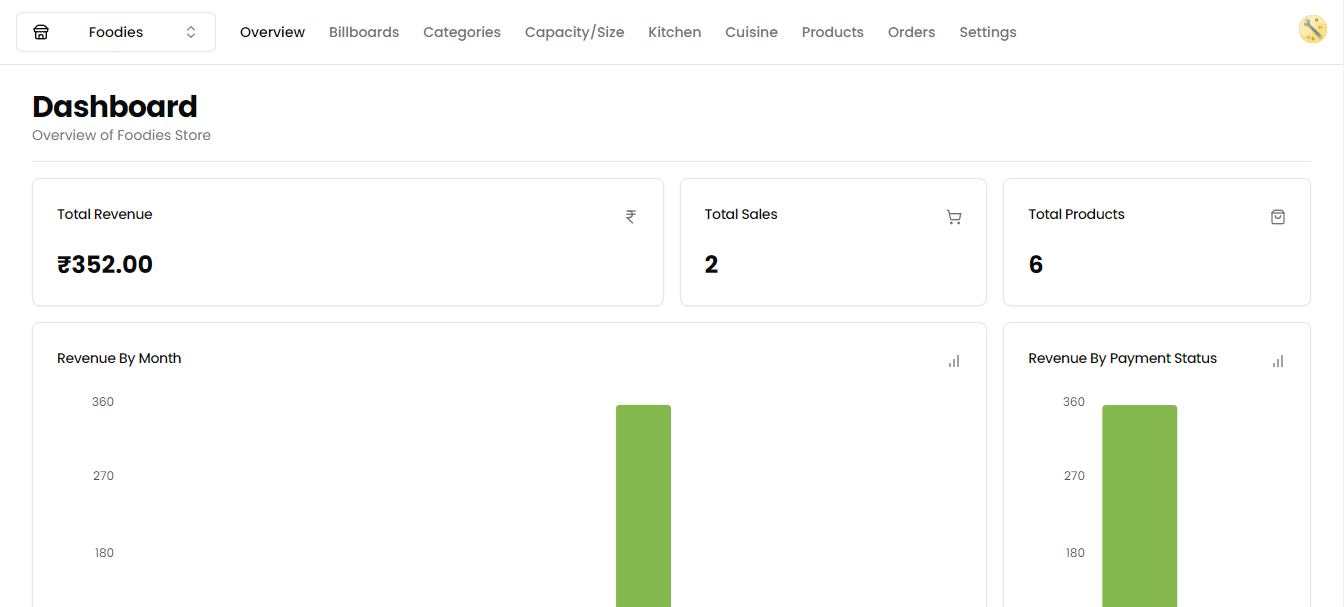 Foodies Overview Billboards Categories Capacity/Size Kitchen Cuisine Products Orders Settings
Dashboard
Overview of Foodies Store
Total Revenue
₹
₹352.00
Total Sales
2
Total Products
6
Revenue By Month
360
270
180
Revenue By Payment Status
360
270
180